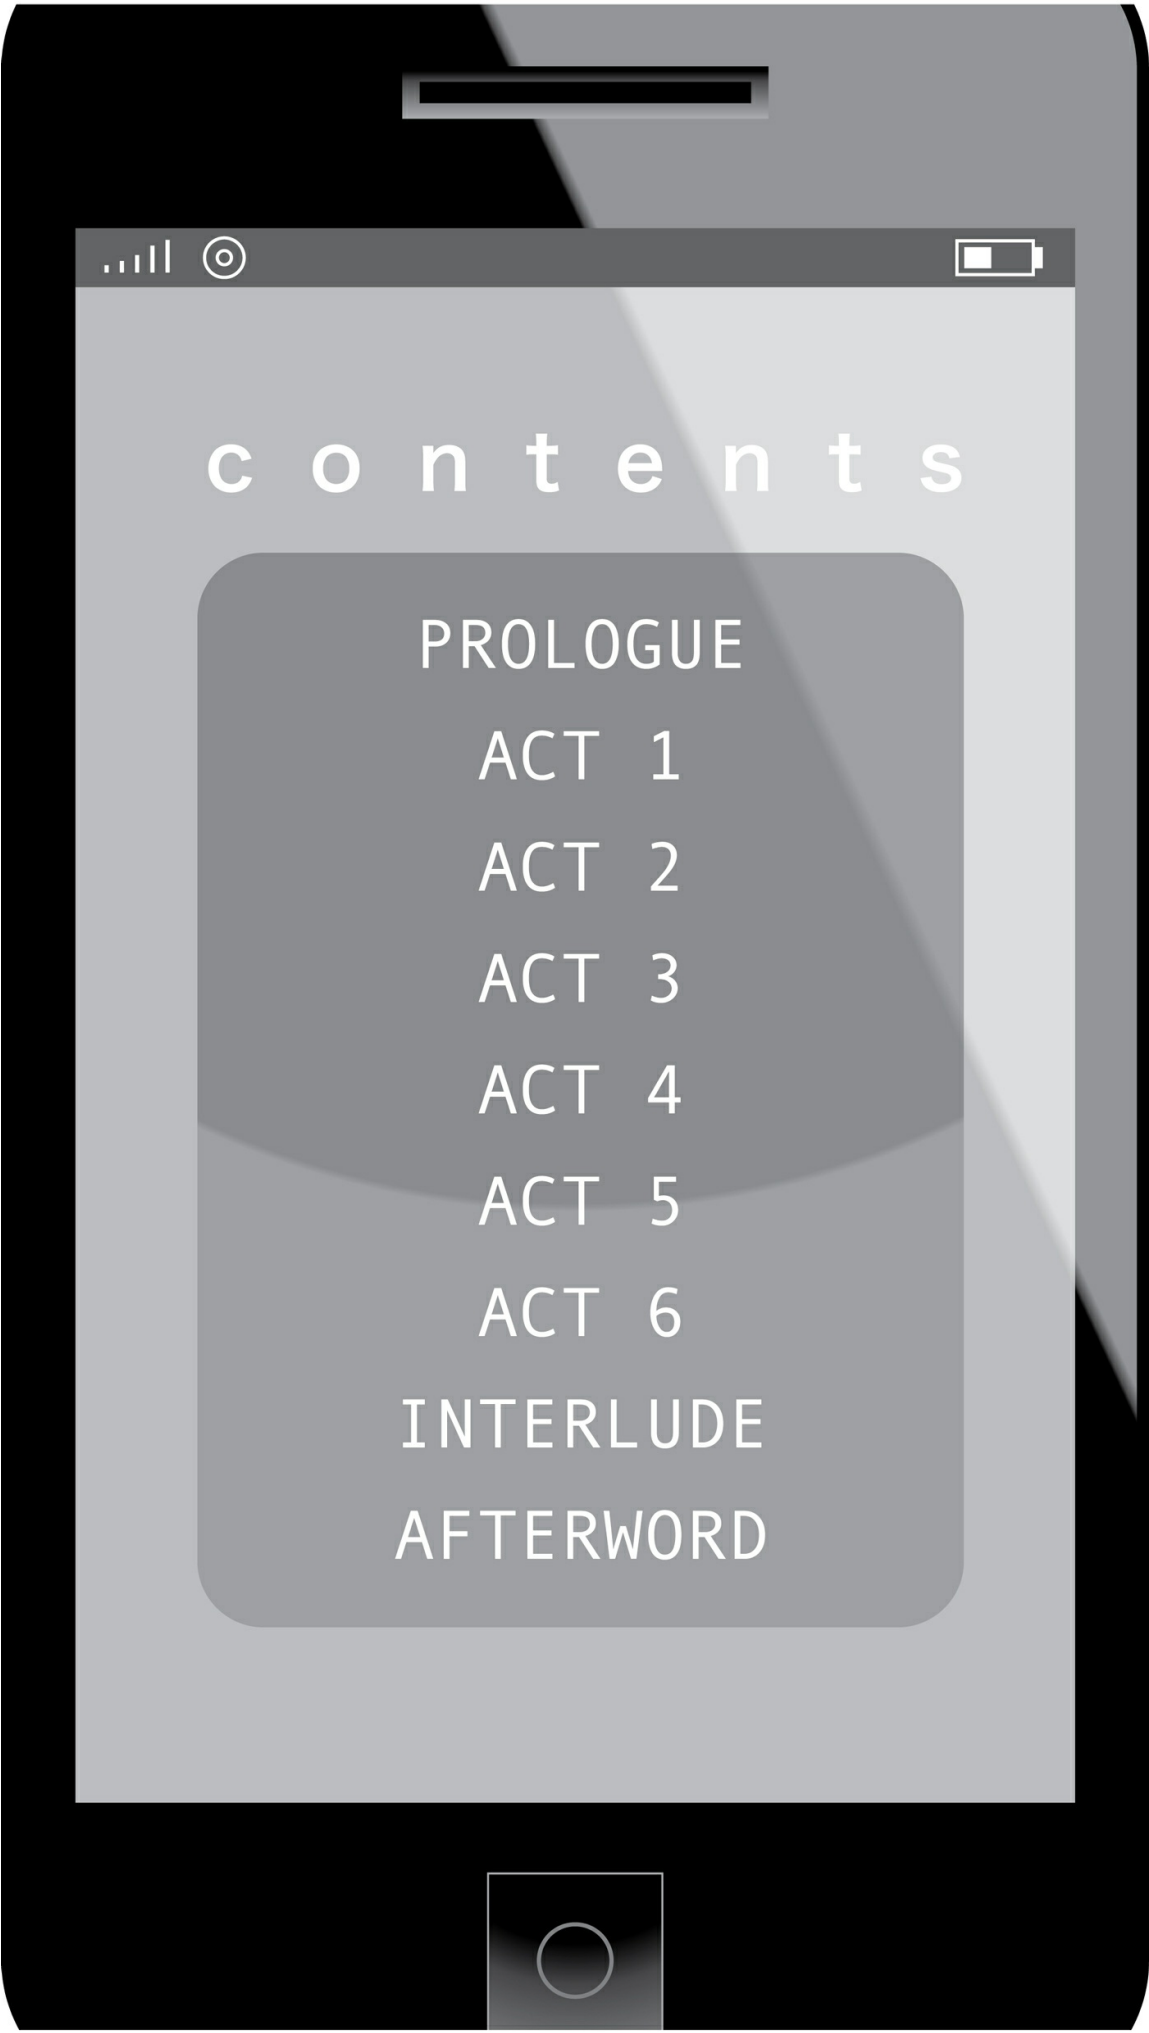 contents
PROLOGUE
ACT 1
ACT 2
ACT 3
ACT 4
ACT 5
ACT 6
INTERLUDE
AFTERWORD